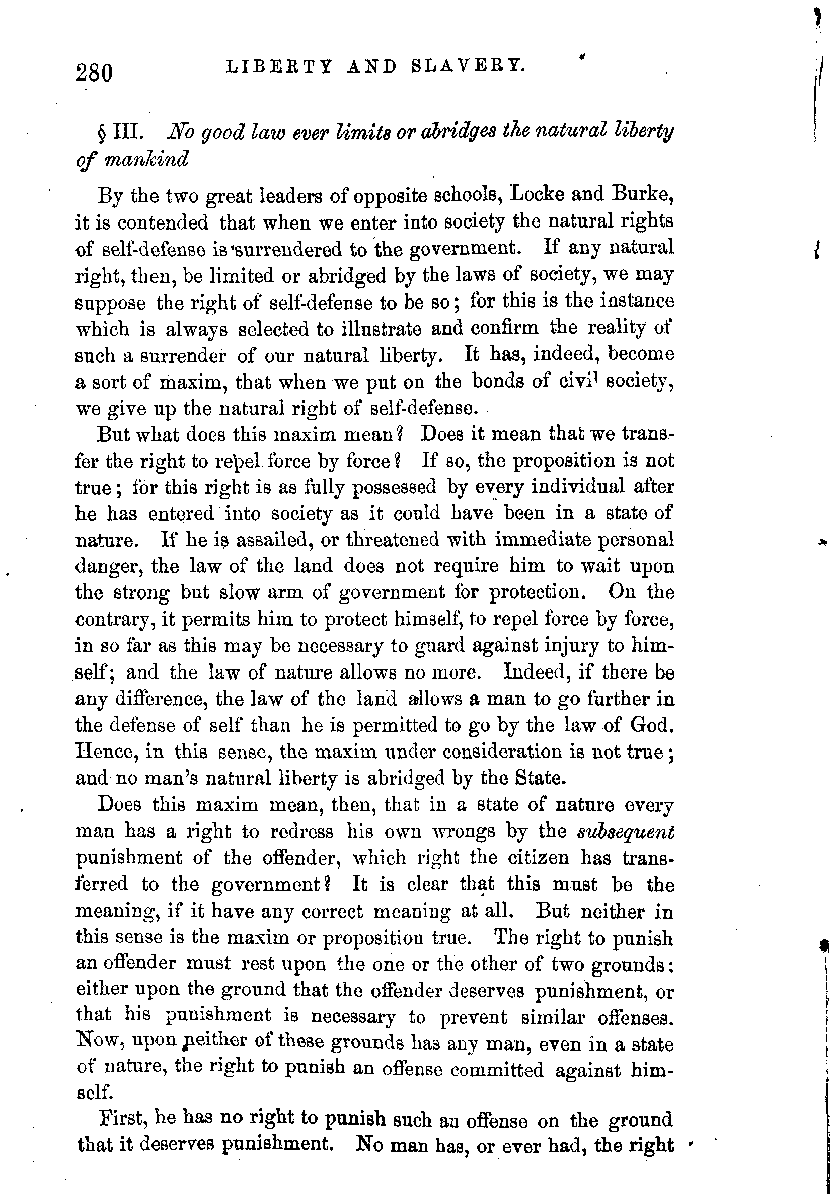 280 LIBERTY AND SLAVERY.
§ III. No good law ever limits or abridges the natural liberty
of mankind
By the two great leaders of opposite schools, Locke and Burke,
it is contended that when we enter into society the natural rights
of self-defense is surrendered to the government. If any natural
right, then, be limited or abridged by the laws of society, we may
suppose the right of self-defense to be so; for this is the instance
which is always selected to illustrate and confirm the reality of
such a surrender of our natural liberty. It has, indeed, become
a sort of maxim, that when we put on the bonds of civil society,
we give up the natural right of self-defense.
But what does this maxim mean? Does it mean that we trans-
fer the right to repel force by force? If so, the proposition is not
true; for this right is as fully possessed by every individual after
he has entered into society as it could have been in a state of
nature. If he is assailed, or threatened with immediate personal
danger, the law of the land does not require him to wait upon
the strong but slow arm of government for protection. On the
contrary, it permits him to protect himself, to repel force by force,
in so far as this may be necessary to guard against injury to him-
self; and the law of nature allows no more. Indeed, if there be
any difference, the law of the land allows a man to go further in
the defense of self than he is permitted to go by the law of God.
Hence, in this sense, the maxim under consideration is not true;
and no man's natural liberty is abridged by the State.
Does this maxim mean, then, that in a state of nature every
man has a right to redress his own wrongs by the subsequent
punishment of the offender, which right the citizen has trans-
ferred to the government? It is clear that this must be the
meaning, if it have any correct meaning at all. But neither in
this sense is the maxim or proposition true. The right to punish
an offender must rest upon the one or the other of two grounds:
either upon the ground that the offender deserves punishment, or
that his punishment is necessary to prevent similar offenses.
Now, upon neither of these grounds has any man, even in a state
of nature, the right to punish an offense committed against him-
self.
First, he has no right to punish such an offense on the ground
that it deserves punishment. No man has, or ever had, the right